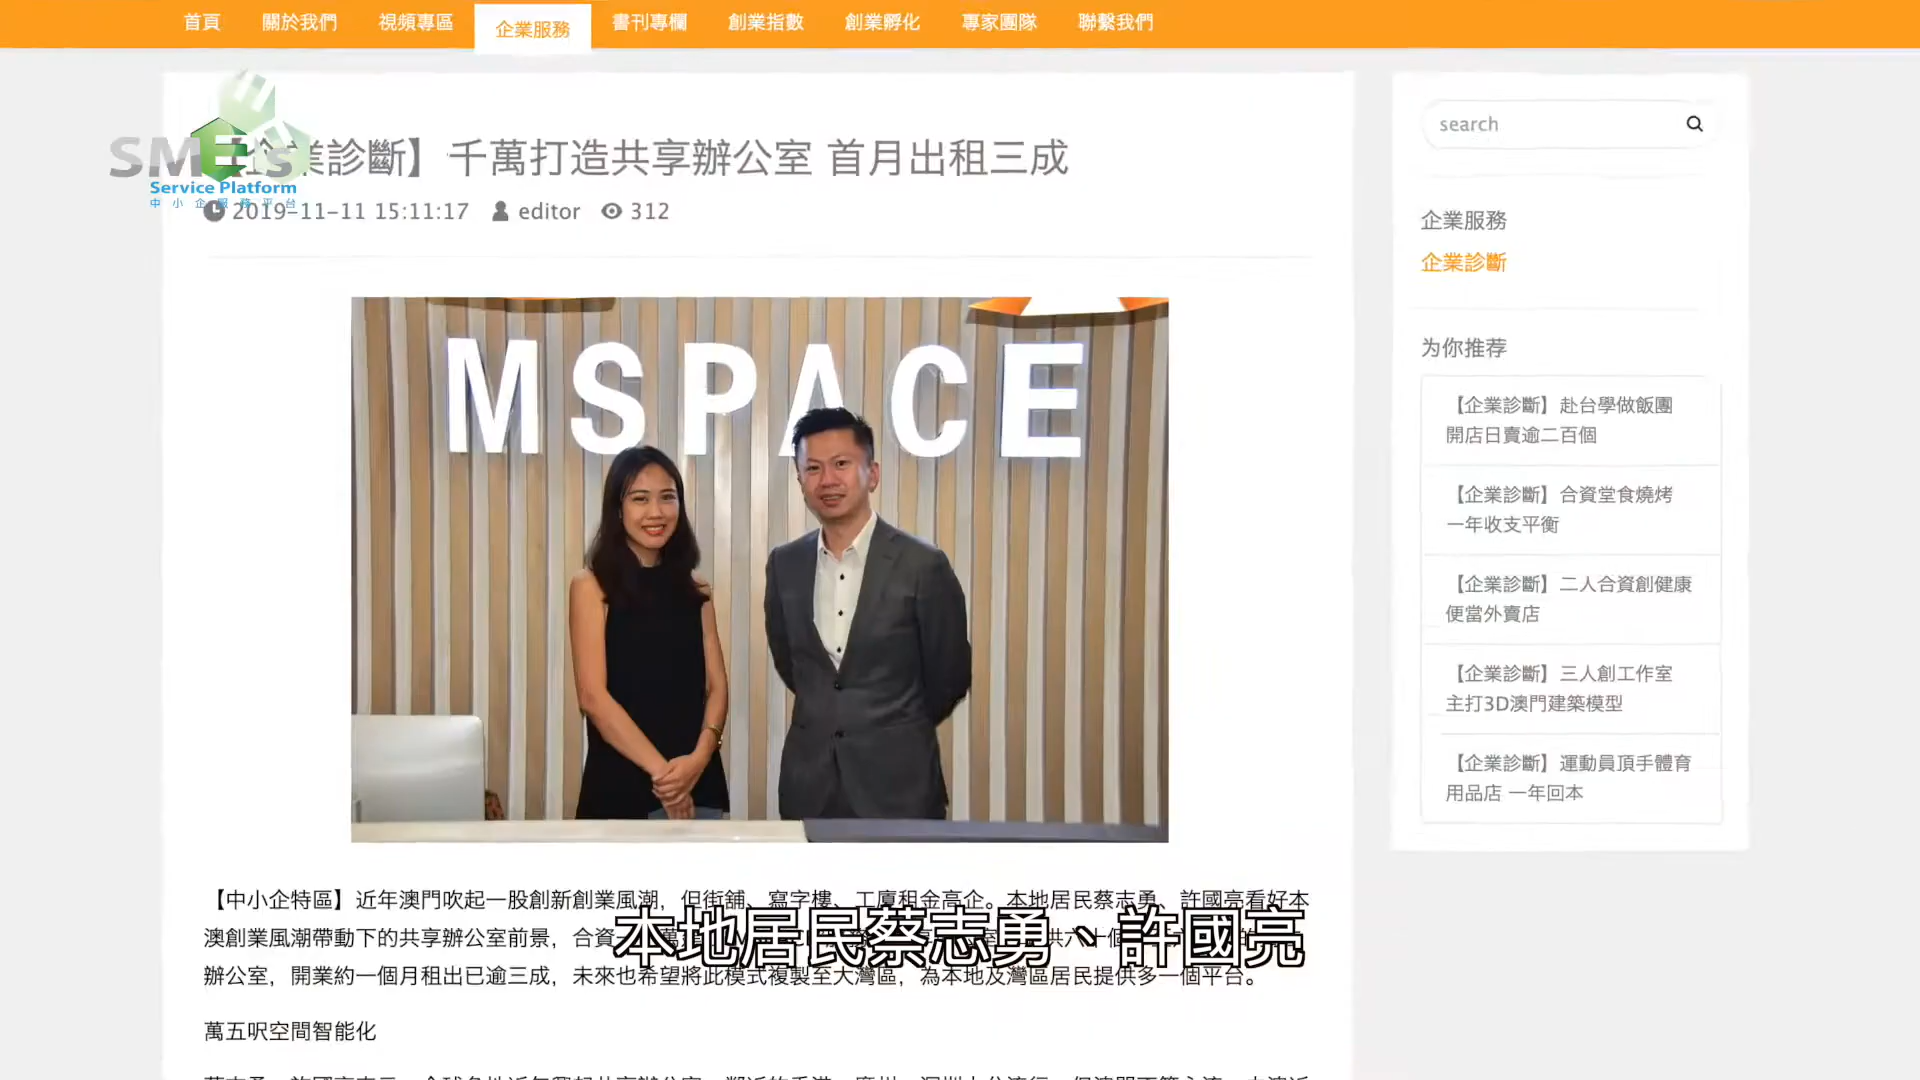 首頁 關於我們 視頻專區 企業服務 書刊專欄 創業指數 創業孵化 專家團隊 聯繫我們
SME's
Service Platform
中小企服務平台
業診斷】千萬打造共享辦公室 首月出租三成
2019-11-11 15:11:17 editor 312
MSPACE
【中小企特區】近年澳門吹起一股創新創業風潮，但街舖、寫字樓、工廈租金高企。本地居民蔡志勇、許國亮看好本
澳創業風潮帶動下的共享辦公室前景，合資一
本地居民蔡志勇、許國亮
辦公室，開業約一個月租出已逾三成，未來也希望將此模式複製至大灣區，為本地及灣區居民提供多一個平台。
萬五呎空間智能化
search
企業服務
企業診斷
为你推荐
【企業診斷】赴台學做飯團
開店日賣逾二百個
【企業診斷】合資堂食燒烤
一年收支平衡
【企業診斷】二人合資創健康
便當外賣店
【企業診斷】三人創工作室
主打3D澳門建築模型
【企業診斷】運動員頂手體育
用品店 一年回本